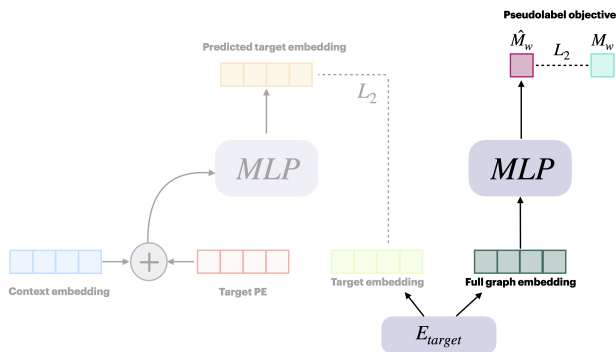 Pseudolabel objective
M̂_w
L_2
M_w
Predicted target embedding
L_2
MLP
MLP
+
Context embedding
Target PE
Target embedding
Full graph embedding
E_target